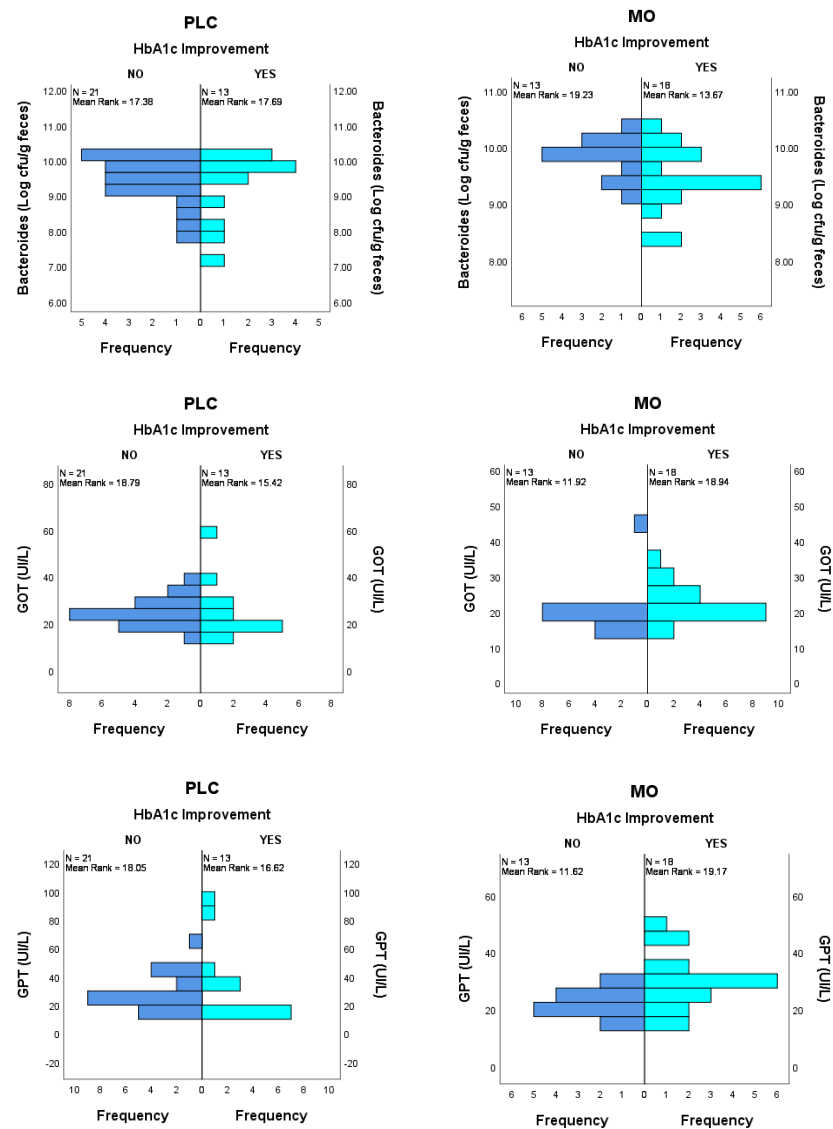 PLC
HbA1c Improvement
NO YES
N = 21
Mean Rank = 17.38
N = 13
Mean Rank = 17.69
Bacteroides (Log cfu/g feces)
12.00
11.00
10.00
9.00
8.00
7.00
6.00
12.00
11.00
10.00
9.00
8.00
7.00
6.00
Bacteroides (Log cfu/g feces)
5 4 3 2 1 0 1 2 3 4 5
Frequency Frequency
MO
HbA1c Improvement
NO YES
N = 13
Mean Rank = 19.23
N = 18
Mean Rank = 13.67
Bacteroides (Log cfu/g feces)
11.00
10.00
9.00
8.00
11.00
10.00
9.00
8.00
Bacteroides (Log cfu/g feces)
6 5 4 3 2 1 0 1 2 3 4 5 6
Frequency Frequency
PLC
HbA1c Improvement
NO YES
N = 21
Mean Rank = 18.79
N = 13
Mean Rank = 15.42
GOT (UI/L)
80
60
40
20
0
80
60
40
20
0
GOT (UI/L)
8 6 4 2 0 2 4 6 8
Frequency Frequency
MO
HbA1c Improvement
NO YES
N = 13
Mean Rank = 11.92
N = 18
Mean Rank = 18.94
GOT (UI/L)
60
50
40
30
20
10
0
60
50
40
30
20
10
0
GOT (UI/L)
10 8 6 4 2 0 2 4 6 8 10
Frequency Frequency
PLC
HbA1c Improvement
NO YES
N = 21
Mean Rank = 18.05
N = 13
Mean Rank = 16.62
GPT (UI/L)
120
100
80
60
40
20
0
-20
120
100
80
60
40
20
0
-20
GPT (UI/L)
10 8 6 4 2 0 2 4 6 8 10
Frequency Frequency
MO
HbA1c Improvement
NO YES
N = 13
Mean Rank = 11.62
N = 18
Mean Rank = 19.17
GPT (UI/L)
60
40
20
0
60
40
20
0
GPT (UI/L)
6 5 4 3 2 1 0 1 2 3 4 5 6
Frequency Frequency